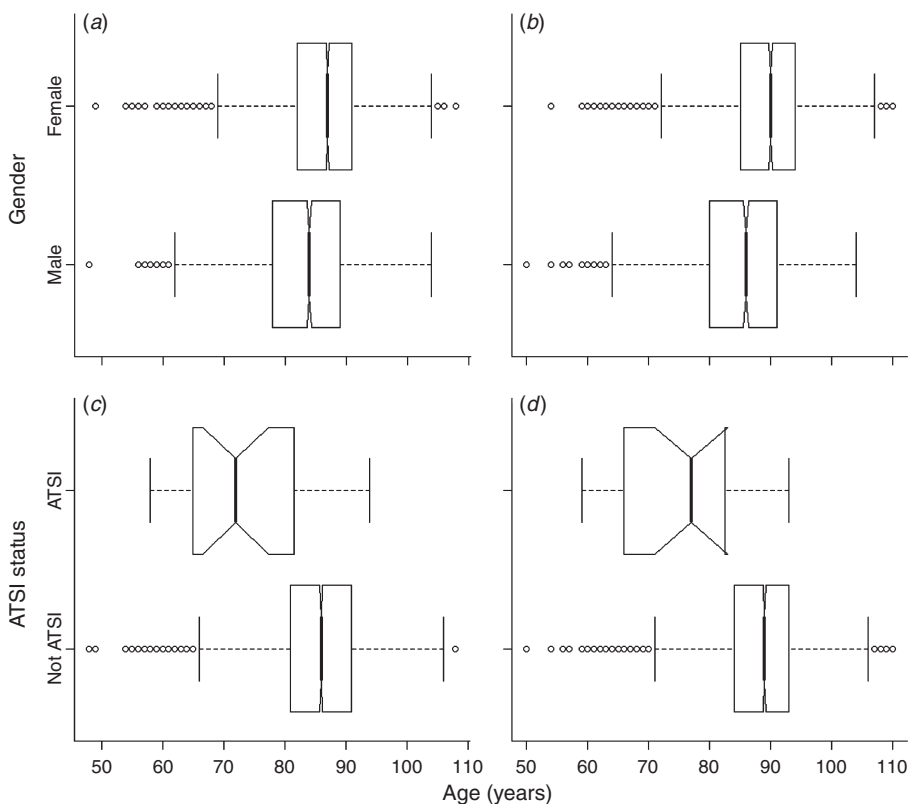 (a)
(b)
Gender
Female
Male
(c)
(d)
ATSI status
ATSI
Not ATSI
50 60 70 80 90 100 110 50 60 70 80 90 100 110
Age (years)